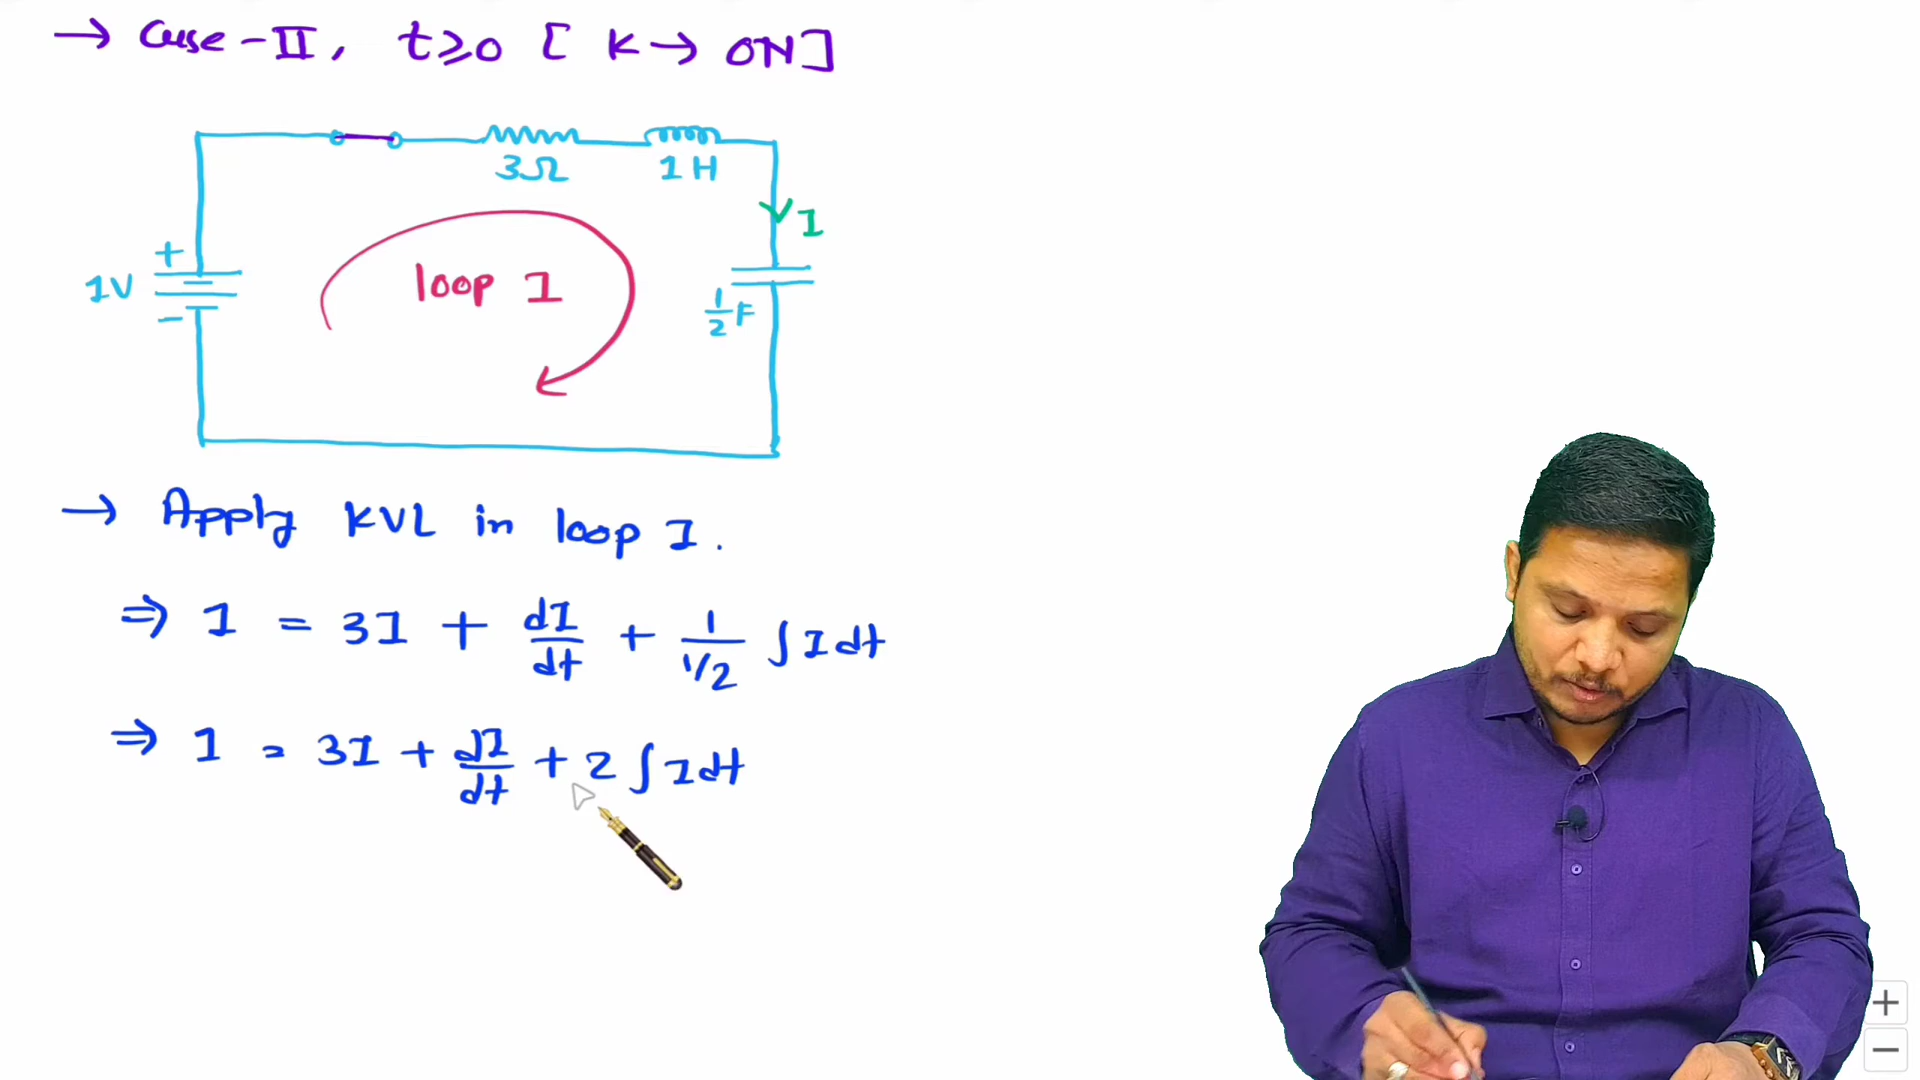 → Case-II, t≥0 [ K → ON ]
3Ω
1 H
I
+
1V
-
loop I
1/2 F
→ Apply KVL in loop I.
⇒ 1 = 3I + dI/dt + 1/(1/2) ∫ I dt
⇒ 1 = 3I + dI/dt + 2 ∫ I dt